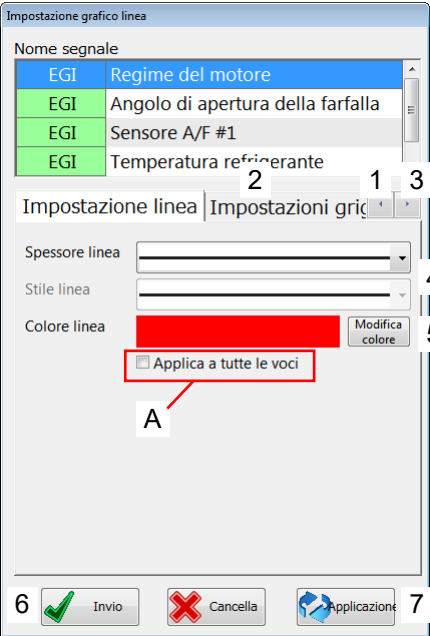 Impostazione grafico linea
Nome segnale
EGI Regime del motore
EGI Angolo di apertura della farfalla
EGI Sensore A/F #1
EGI Temperatura refrigerante
2 1 3
Impostazione linea Impostazioni grig
Spessore linea
4
Stile linea
Colore linea Modifica colore 5
Applica a tutte le voci
A
6 Invio Cancella Applicazione 7